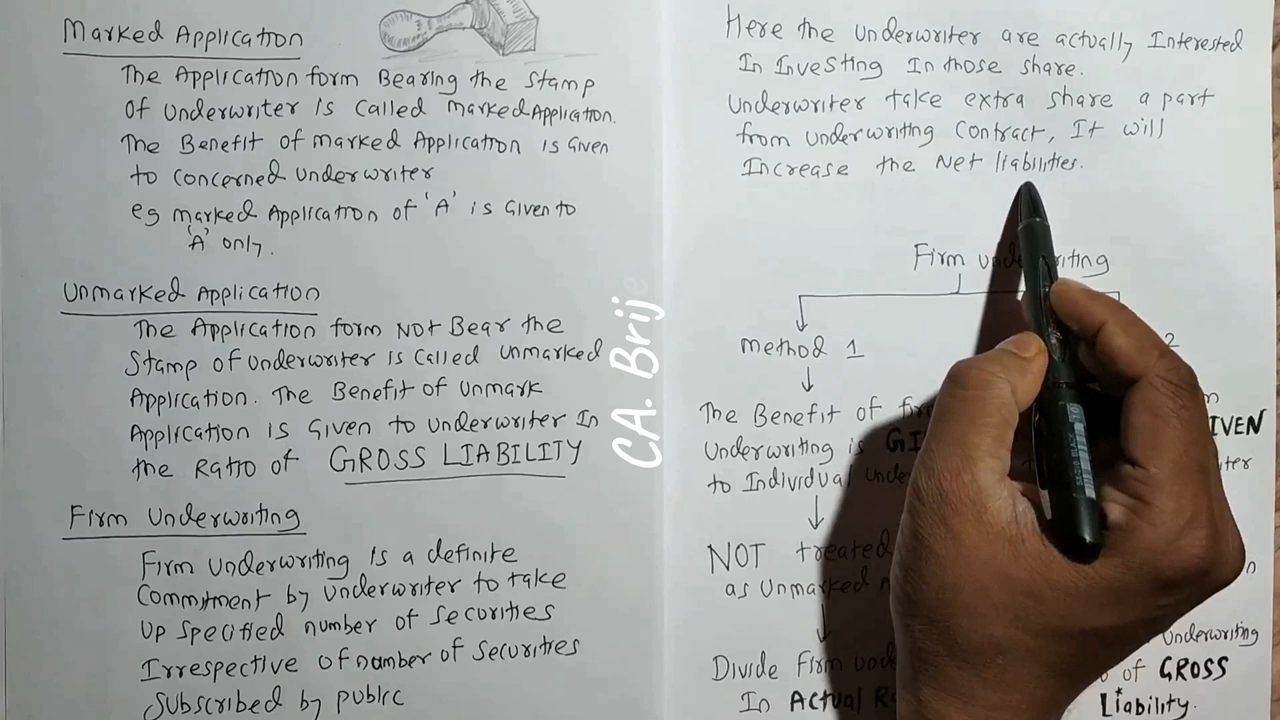 Marked Application
The Application form Bearing the Stamp
of Underwriter is called Marked Application.
The Benefit of Marked Application is Given
to concerned underwriter
eg marked Application of 'A' is Given to
'A' only.
Unmarked Application
The Application form NOT Bear the
Stamp of Underwriter is called unmarked
Application. The Benefit of Unmark
Application is Given to underwriter In
the Ratio of GROSS LIABILITY
Firm Underwriting
Firm Underwriting is a definite
Commitment by Underwriter to take
up specified number of securities
Irrespective of number of securities
Subscribed by public
CA. Brij
Here the Underwriter are actually Interested
In Investing In those share.
Underwriter take extra share a part
from underwriting Contract, It will
Increase the Net liabilities.
Firm
Method 1
2
The Benefit of
Underwriting is
to Individual
NOT treated
as Unmarked
Divide Firm
In Actual
underwriting
of GROSS
Liability.